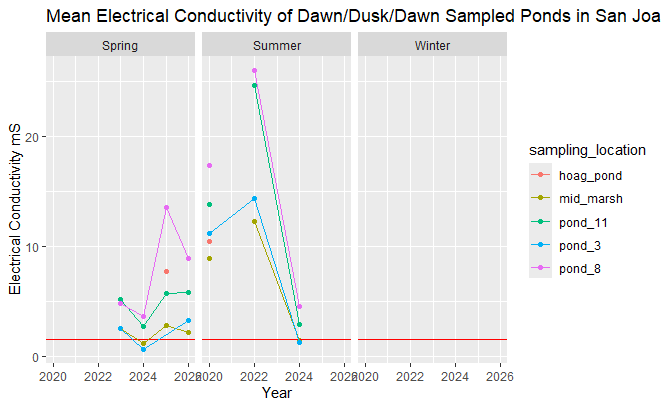 Mean Electrical Conductivity of Dawn/Dusk/Dawn Sampled Ponds in San Joa
Spring
Summer
Winter
Electrical Conductivity mS
20
10
0
2020 2022 2024 2026
2020 2022 2024 2026
2020 2022 2024 2026
Year
sampling_location
hoag_pond
mid_marsh
pond_11
pond_3
pond_8